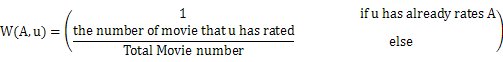 1 if u has already rates A
W(A, u) = ( the number of movie that u has rated )
Total Movie number else